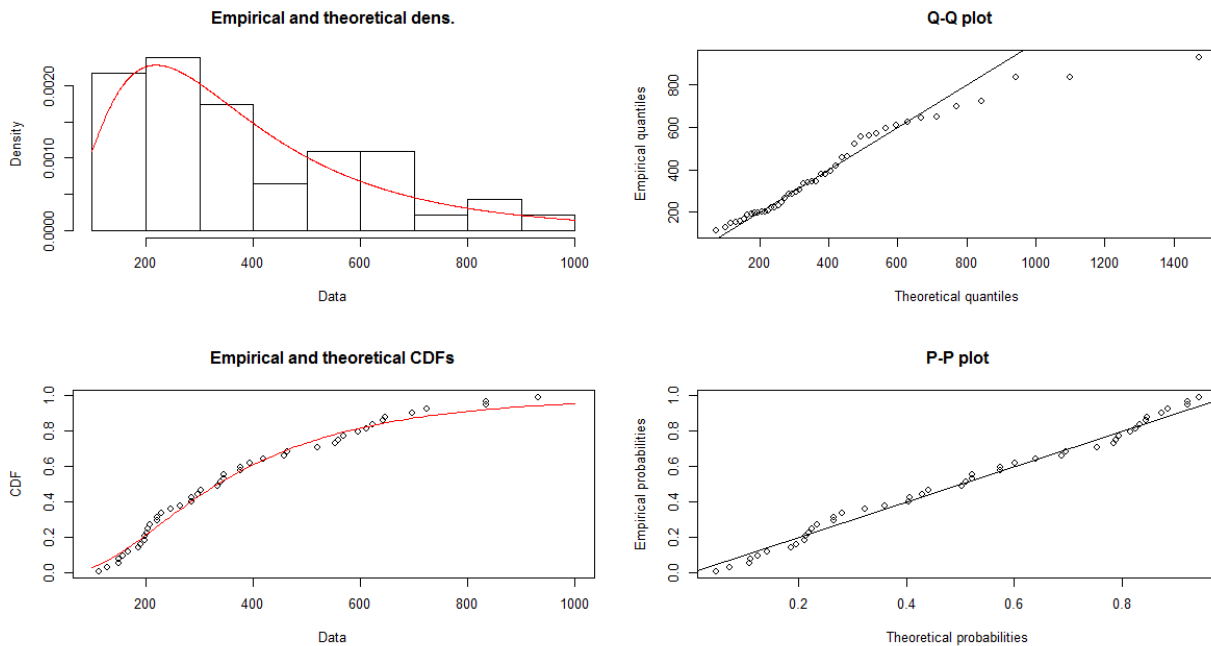 Empirical and theoretical dens.
Density
0.0000 0.0010 0.0020
200 400 600 800 1000
Data
Q-Q plot
Empirical quantiles
200 400 600 800
200 400 600 800 1000 1200 1400
Theoretical quantiles
Empirical and theoretical CDFs
CDF
0.0 0.2 0.4 0.6 0.8 1.0
200 400 600 800 1000
Data
P-P plot
Empirical probabilities
0.0 0.2 0.4 0.6 0.8 1.0
0.2 0.4 0.6 0.8
Theoretical probabilities